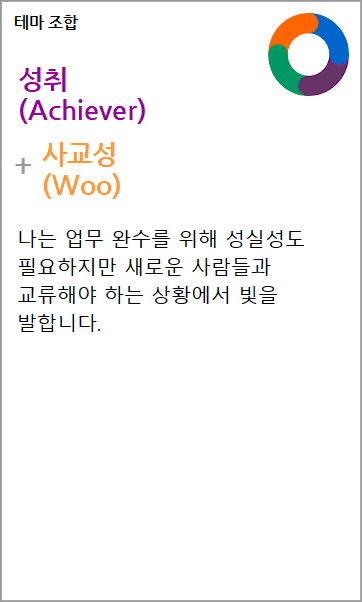 테마 조합
성취
(Achiever)
+ 사교성
(Woo)
나는 업무 완수를 위해 성실성도
필요하지만 새로운 사람들과
교류해야 하는 상황에서 빛을
발합니다.